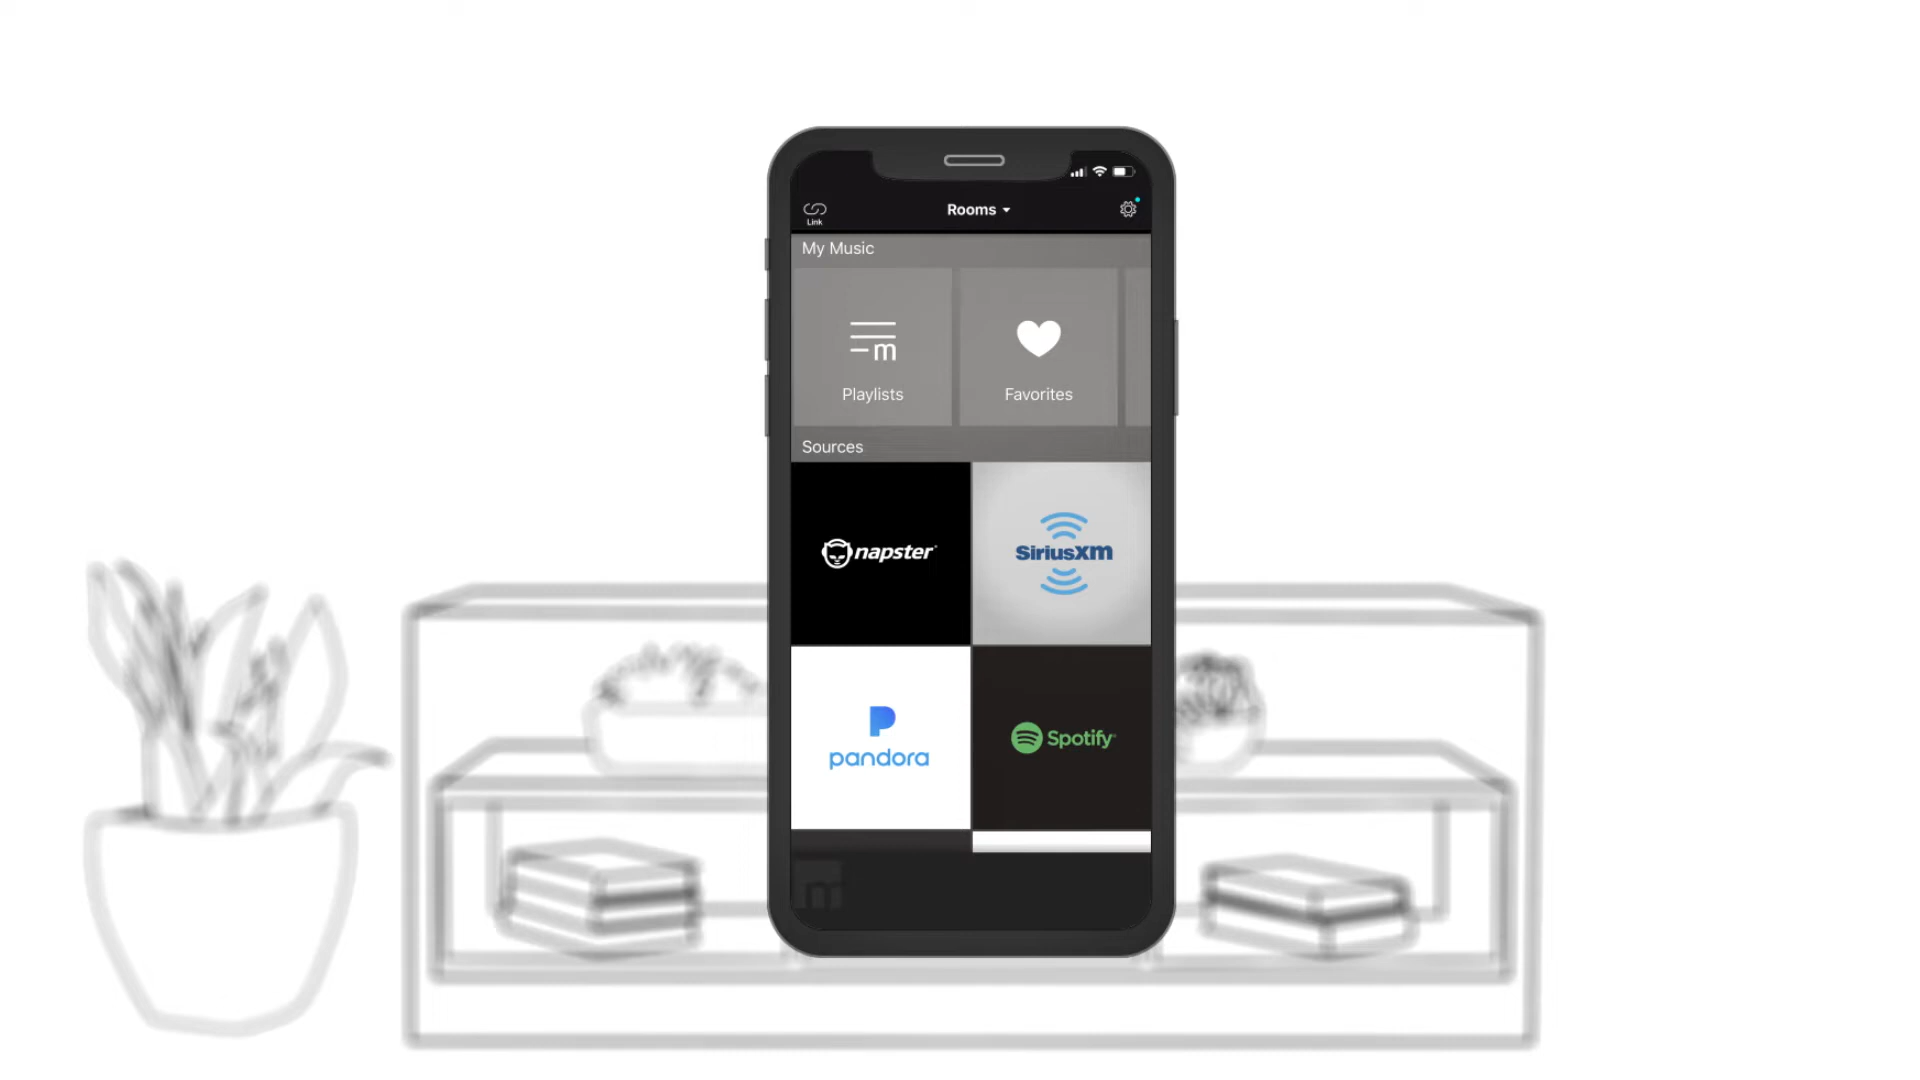 Link
Rooms
My Music
m
Playlists
Favorites
Sources
napster
SiriusXM
pandora
Spotify
m